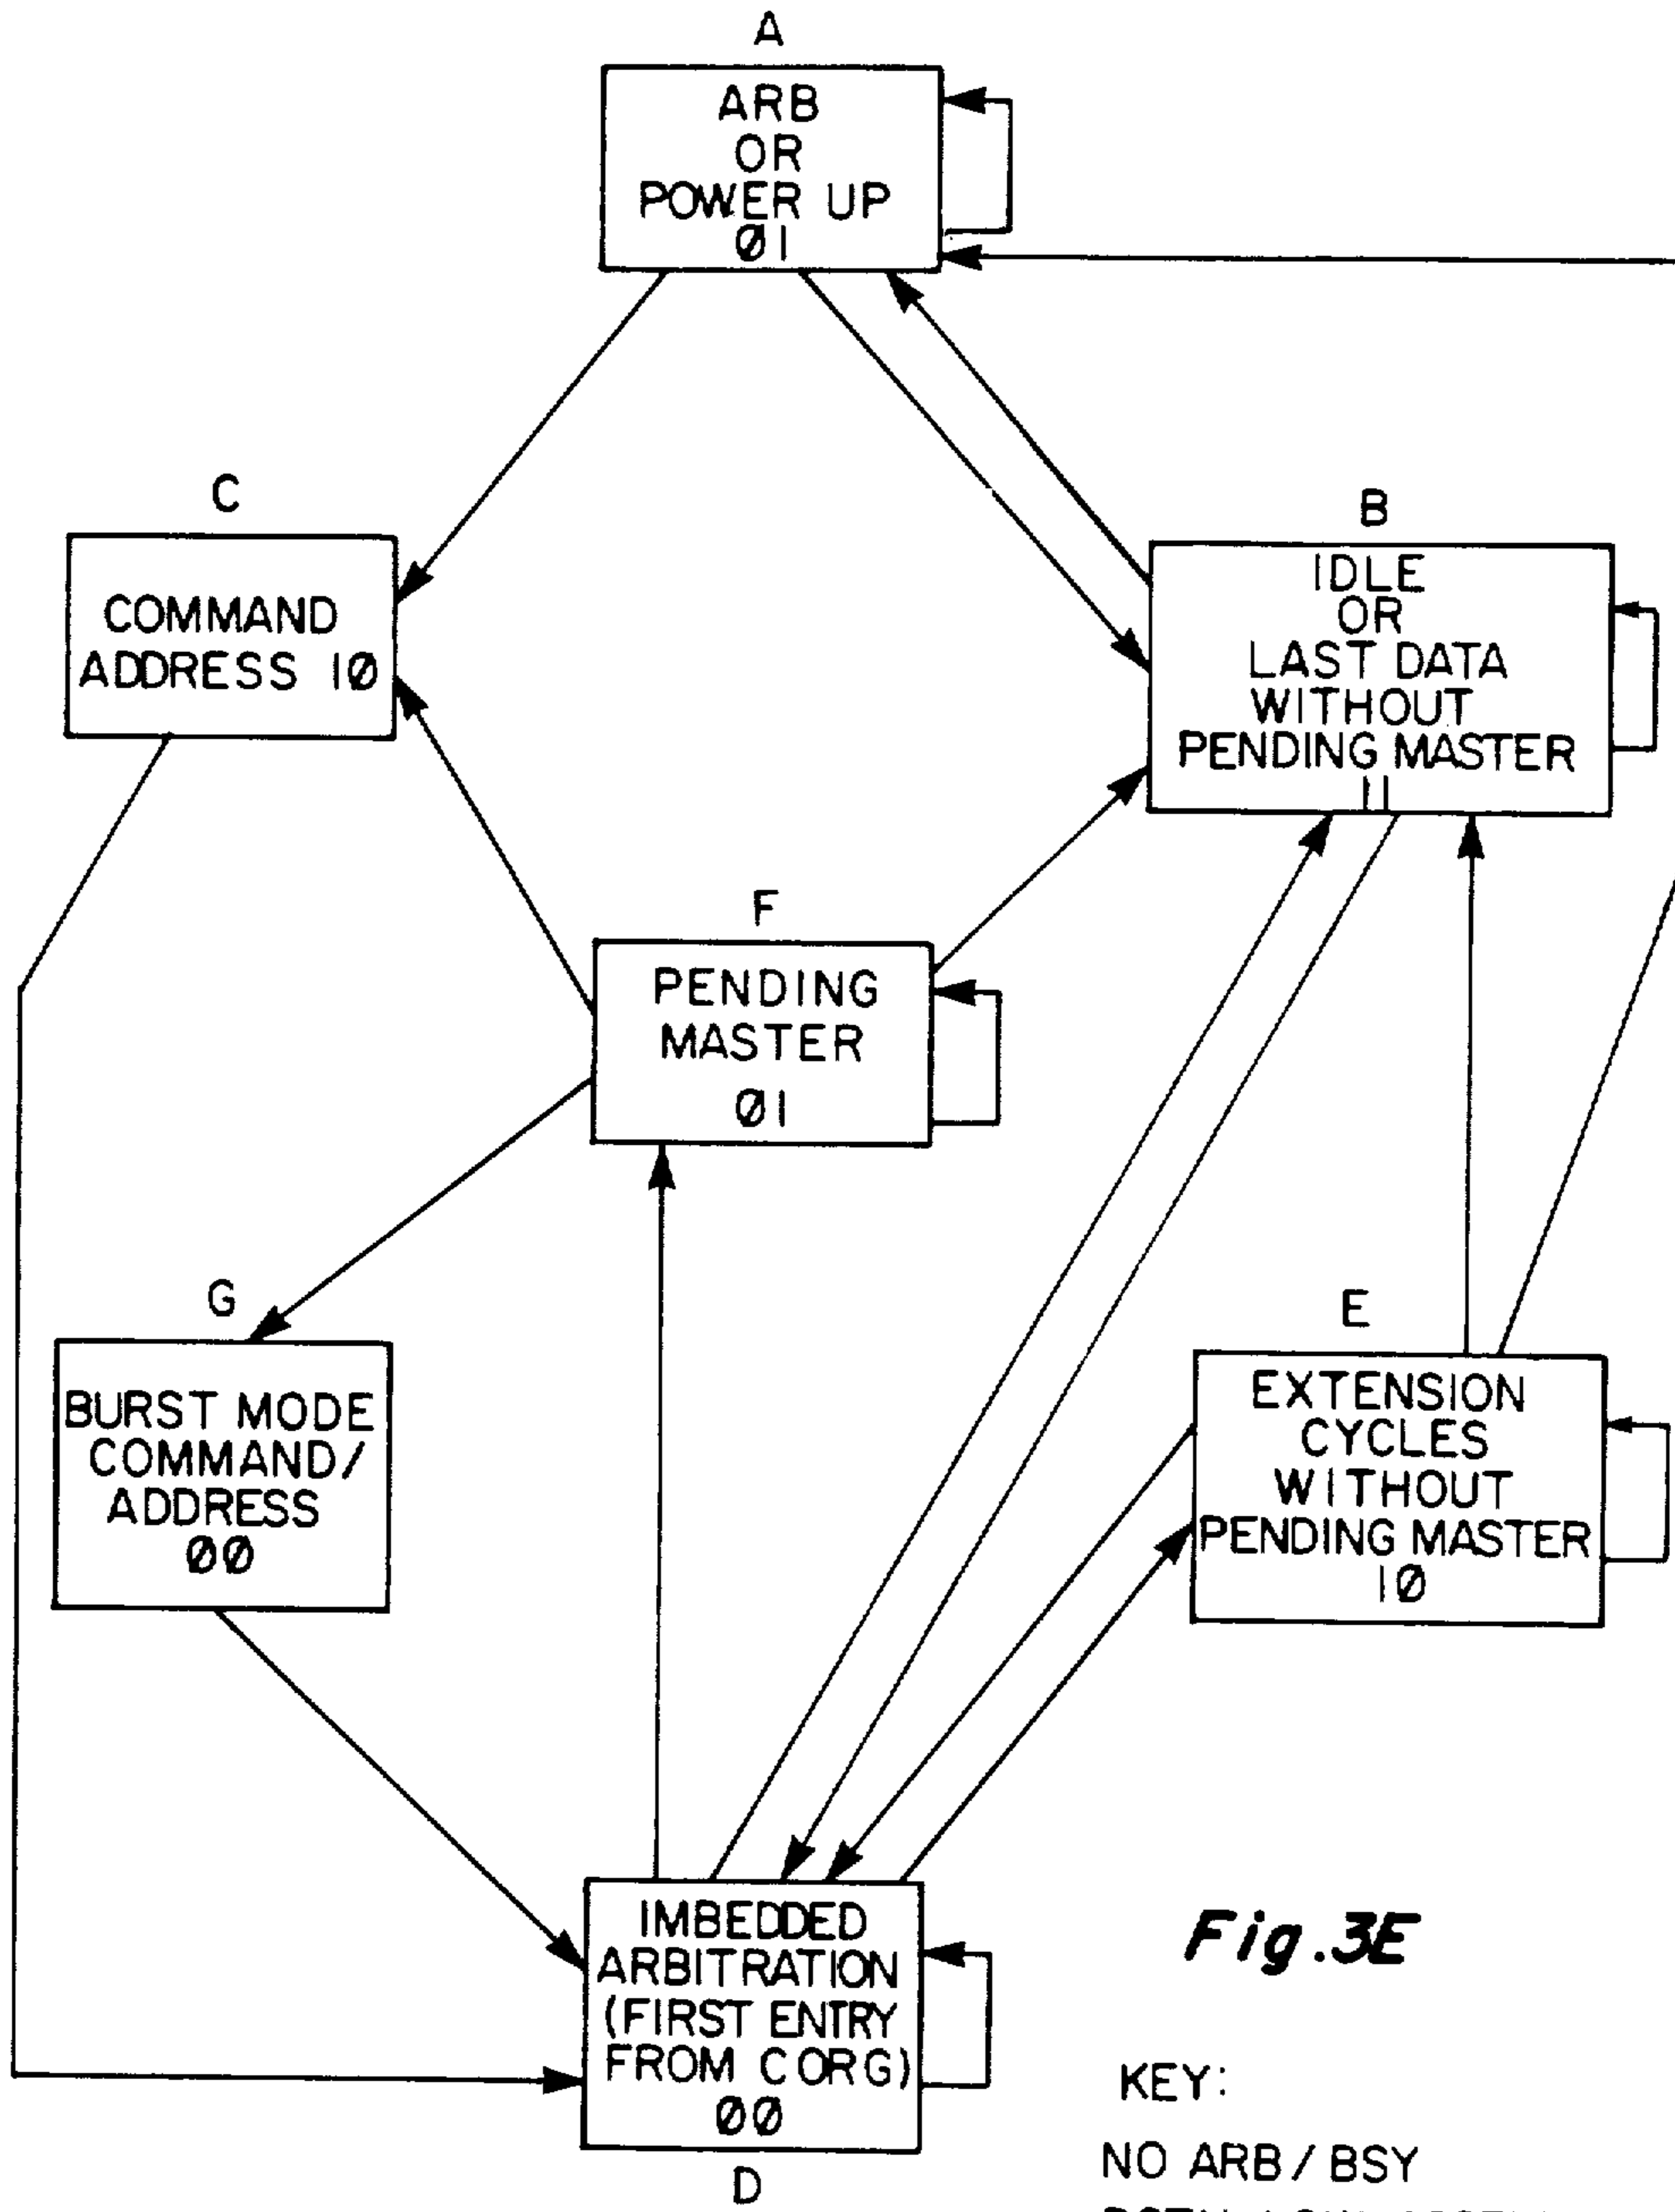 A
ARB
OR
POWER UP
Ø1
C
COMMAND
ADDRESS 1Ø
B
IDLE
OR
LAST DATA
WITHOUT
PENDING MASTER
11
F
PENDING
MASTER
Ø1
G
BURST MODE
COMMAND/
ADDRESS
ØØ
E
EXTENSION
CYCLES
WITHOUT
PENDING MASTER
1Ø
IMBEDDED
ARBITRATION
(FIRST ENTRY
FROM C OR G)
ØØ
D
Fig.3E
KEY:
NO ARB / BSY